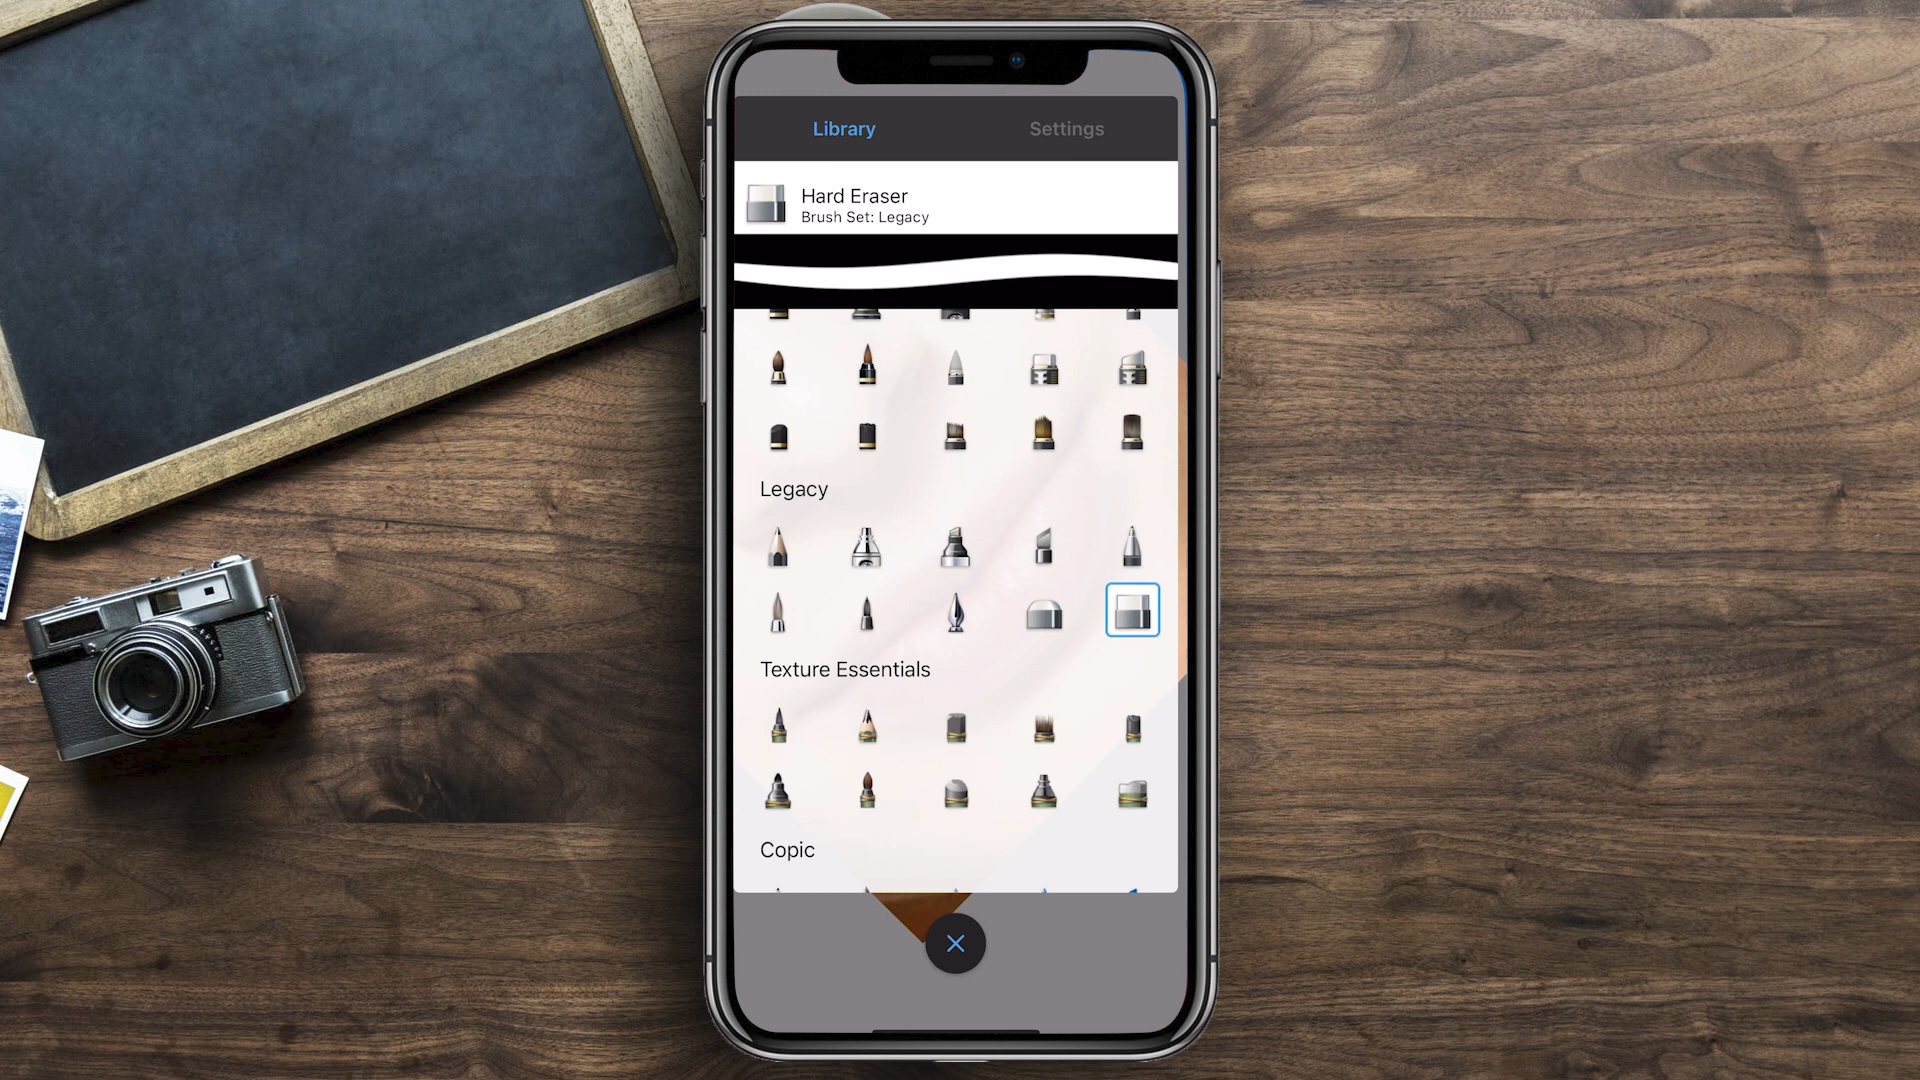 Library
Settings
Hard Eraser
Brush Set: Legacy
Legacy
Texture Essentials
Copic